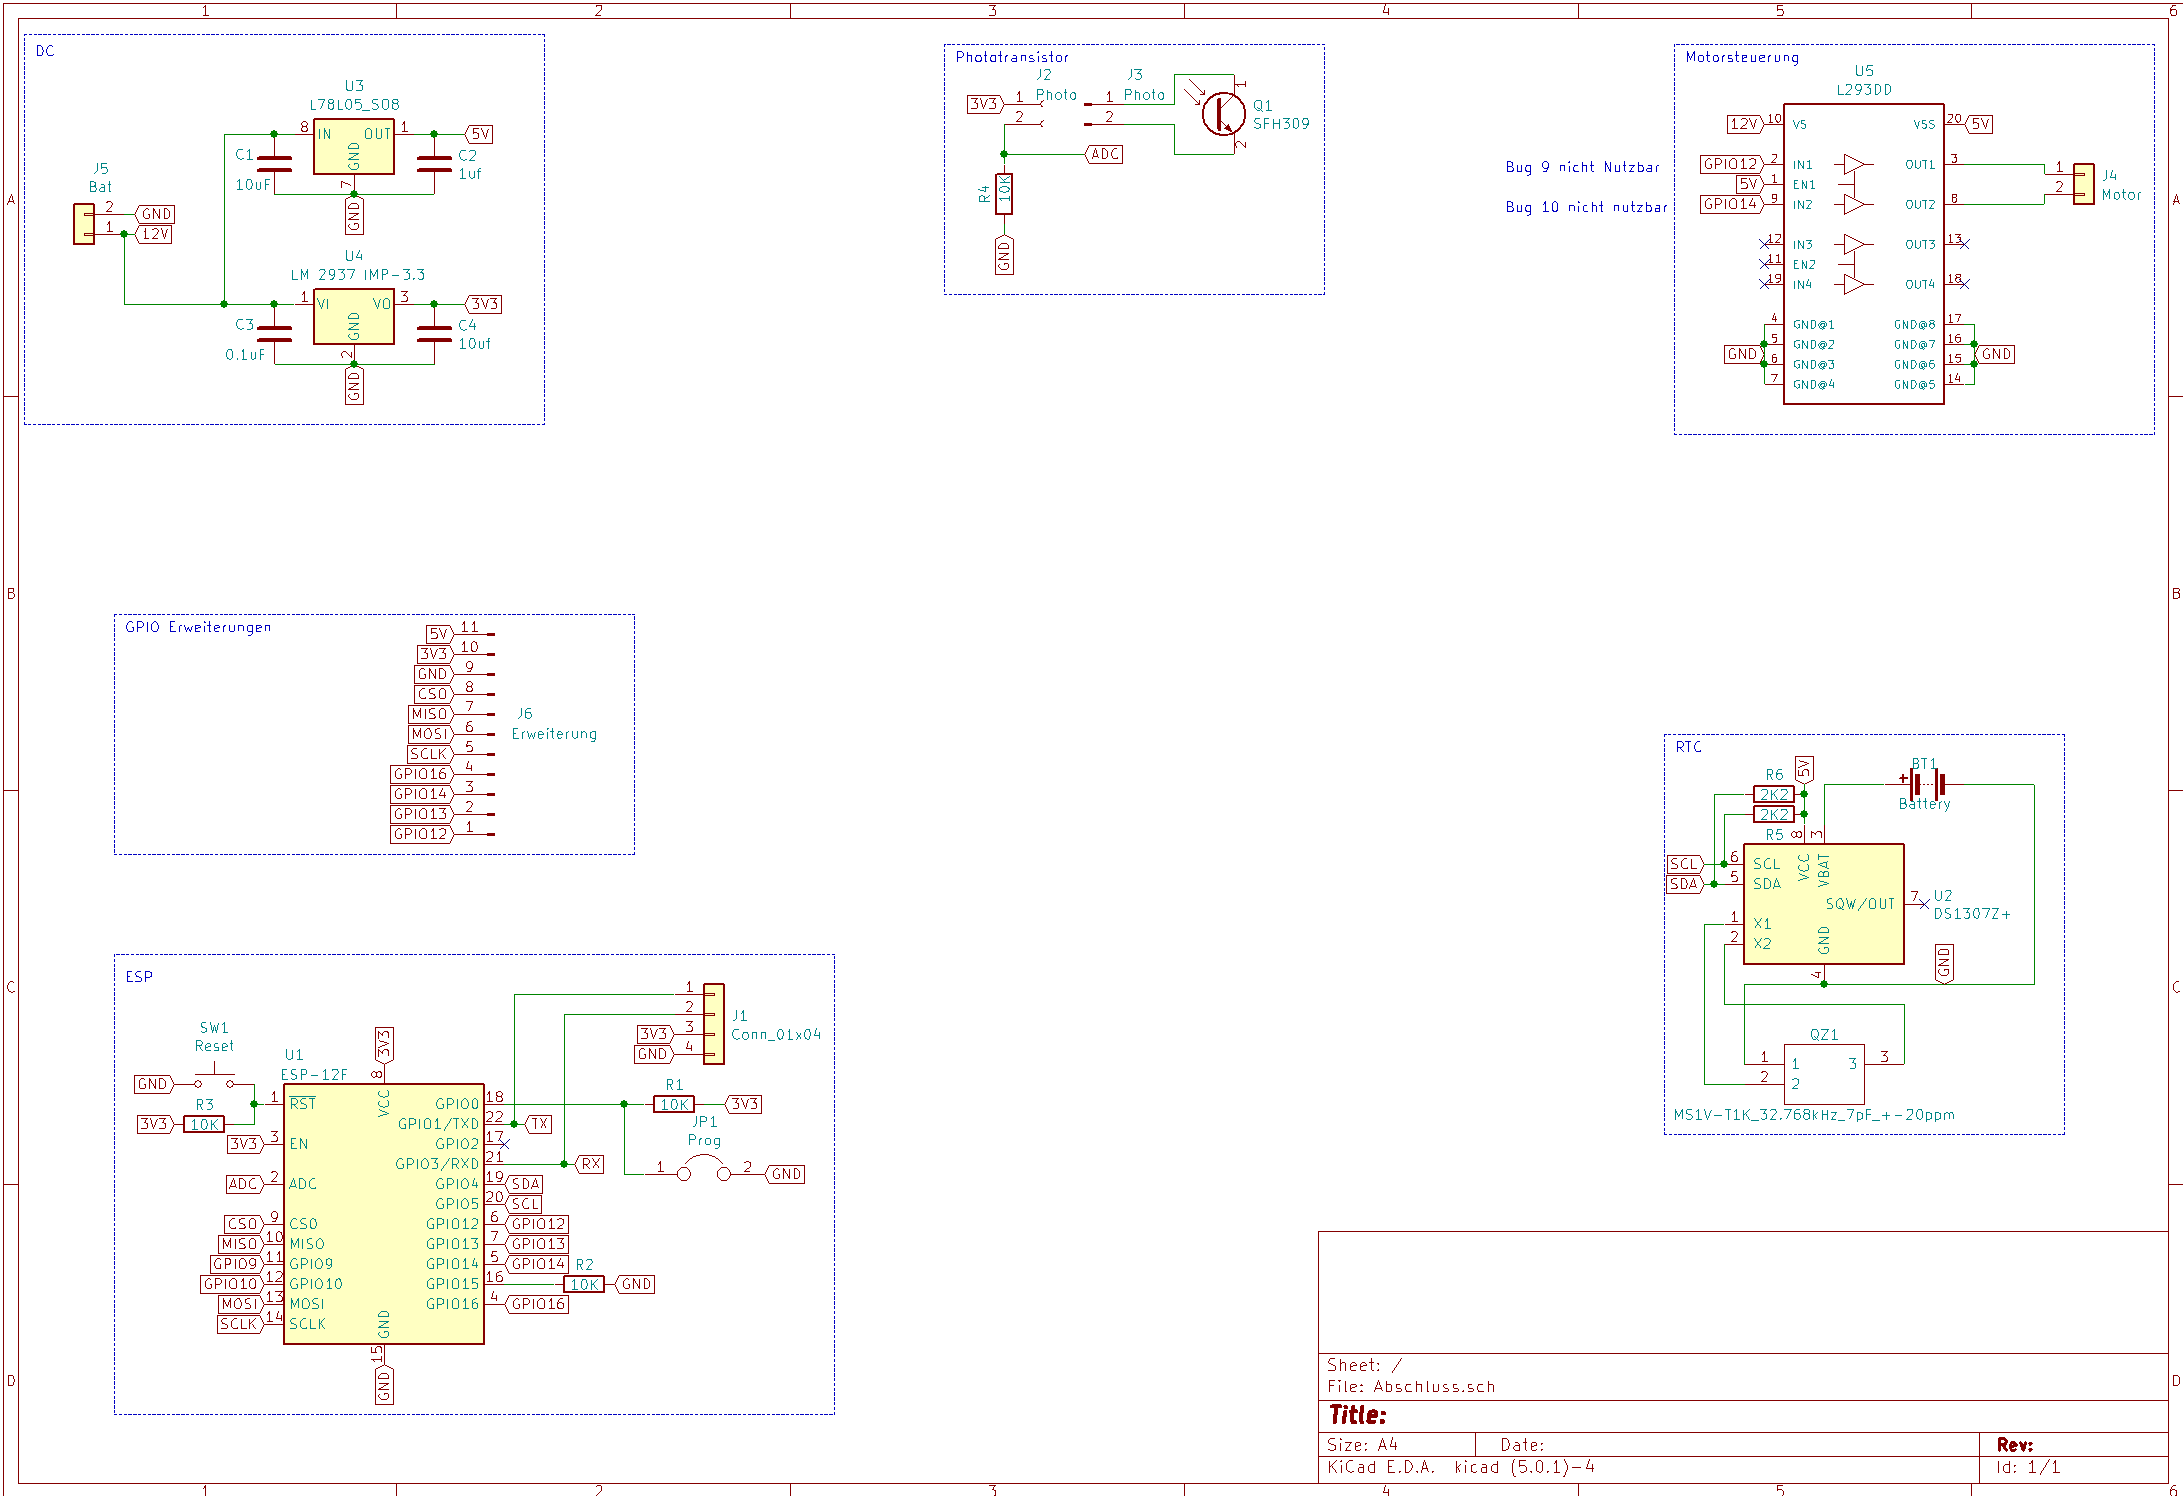 1 2 3 4 5 6
A
B
C
D
DC
U3
L78L05_SO8
8 IN OUT 1 5V
GND
7
C1
10uF
C2
1uf
GND
J5
Bat
2 GND
1 12V
U4
LM 2937 IMP-3.3
1 VI VO 3 3V3
GND
2
C3
0.1uF
C4
10uf
GND
Phototransistor
J2
Photo
J3
Photo
3V3 1 1
2 2
1
Q1
SFH309
2
ADC
R4
10K
GND
Bug 9 nicht Nutzbar
Bug 10 nicht nutzbar
Motorsteuerung
U5
L293DD
12V 10 VS VSS 20 5V
GPIO12 2 IN1 OUT1 3
5V 1 EN1
GPIO14 9 IN2 OUT2 8
12 IN3 OUT3 13
11 EN2
19 IN4 OUT4 18
4 GND@1 GND@8 17
5 GND@2 GND@7 16
GND GND
6 GND@3 GND@6 15
7 GND@4 GND@5 14
1
2
J4
Motor
GPIO Erweiterungen
5V 11
3V3 10
GND 9
CS0 8
MISO 7
MOSI 6
SCLK 5
GPIO16 4
GPIO14 3
GPIO13 2
GPIO12 1
J6
Erweiterung
RTC
R6
2K2
2K2
R5
5V
BT1
+
Battery
8 3
SCL 6 SCL
SDA 5 SDA
VCC VBAT
SQW/OUT 7
U2
DS1307Z+
1 X1
2 X2
GND
4
GND
QZ1
1 1 3 3
2 2
MS1V-T1K_32.768kHz_7pF_+-20ppm
ESP
1
2
3V3 3
GND 4
J1
Conn_01x04
SW1
Reset
GND
R3
3V3 10K
U1
ESP-12F
3V3
8
VCC
1 RST
3V3 3 EN
ADC 2 ADC
CS0 9 CS0
MISO 10 MISO
GPIO9 11 GPIO9
GPIO10 12 GPIO10
MOSI 13 MOSI
SCLK 14 SCLK
GPIO0 18
GPIO1/TXD 22 TX
GPIO2 17
GPIO3/RXD 21 RX
GPIO4 19 SDA
GPIO5 20 SCL
GPIO12 6 GPIO12
GPIO13 7 GPIO13
GPIO14 5 GPIO14
GPIO15 16
GPIO16 4 GPIO16
GND
15
GND
R1
10K 3V3
JP1
Prog
1 2 GND
R2
10K GND
Sheet: /
File: Abschluss.sch
Title:
Size: A4 Date: Rev:
KiCad E.D.A. kicad (5.0.1)-4 Id: 1/1
A
B
C
D
1 2 3 4 5 6